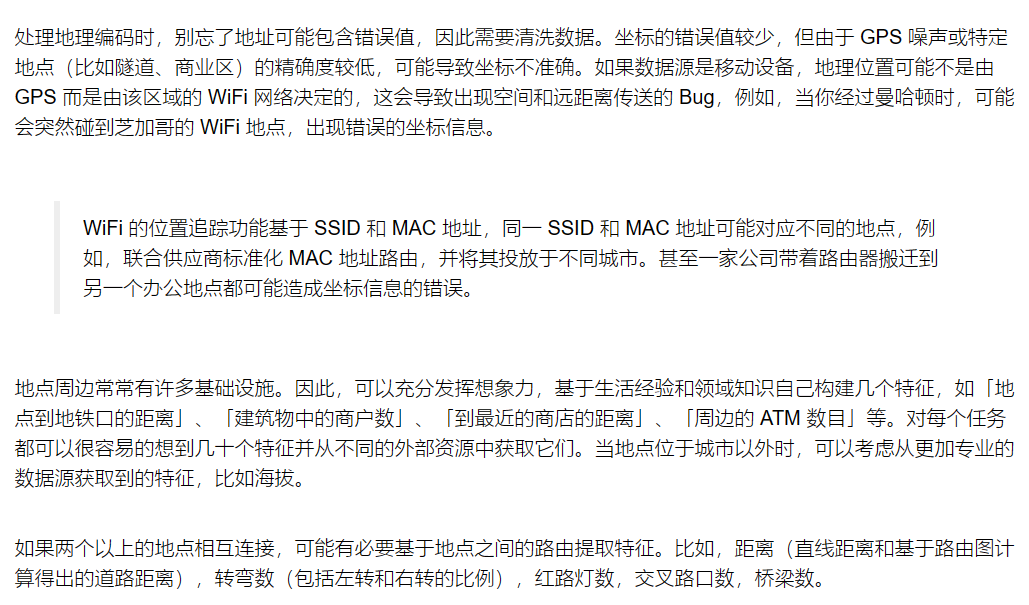 处理地理编码时，别忘了地址可能包含错误值，因此需要清洗数据。坐标的错误值较少，但由于 GPS 噪声或特定
地点（比如隧道、商业区）的精确度较低，可能导致坐标不准确。如果数据源是移动设备，地理位置可能不是由
GPS 而是由该区域的 WiFi 网络决定的，这会导致出现空间和远距离传送的 Bug，例如，当你经过曼哈顿时，可能
会突然碰到芝加哥的 WiFi 地点，出现错误的坐标信息。
WiFi 的位置追踪功能基于 SSID 和 MAC 地址，同一 SSID 和 MAC 地址可能对应不同的地点，例
如，联合供应商标准化 MAC 地址路由，并将其投放于不同城市。甚至一家公司带着路由器搬迁到
另一个办公地点都可能造成坐标信息的错误。
地点周边常常有许多基础设施。因此，可以充分发挥想象力，基于生活经验和领域知识自己构建几个特征，如「地
点到地铁口的距离」、「建筑物中的商户数」、「到最近的商店的距离」、「周边的 ATM 数目」等。对每个任务
都可以很容易的想到几十个特征并从不同的外部资源中获取它们。当地点位于城市以外时，可以考虑从更加专业的
数据源获取到的特征，比如海拔。
如果两个以上的地点相互连接，可能有必要基于地点之间的路由提取特征。比如，距离（直线距离和基于路由图计
算得出的道路距离），转弯数（包括左转和右转的比例），红路灯数，交叉路口数，桥梁数。